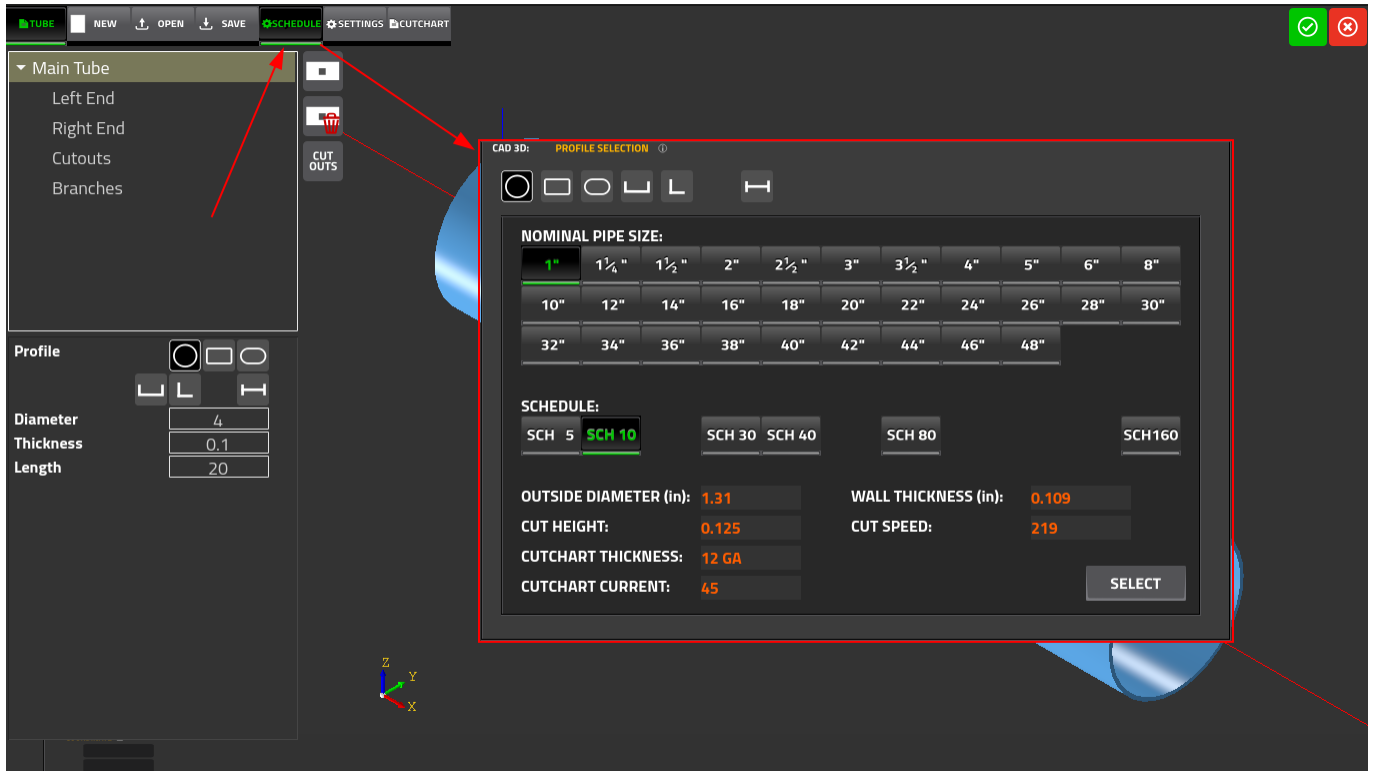 TUBE NEW OPEN SAVE SCHEDULE SETTINGS CUTCHART
Main Tube
Left End
Right End
Cutouts
Branches
CUT
OUTS
Profile
Diameter 4
Thickness 0.1
Length 20
CAD 3D: PROFILE SELECTION
NOMINAL PIPE SIZE:
1" 1¼" 1½" 2" 2½" 3" 3½" 4" 5" 6" 8"
10" 12" 14" 16" 18" 20" 22" 24" 26" 28" 30"
32" 34" 36" 38" 40" 42" 44" 46" 48"
SCHEDULE:
SCH 5 SCH 10 SCH 30 SCH 40 SCH 80 SCH160
OUTSIDE DIAMETER (in): 1.31 WALL THICKNESS (in): 0.109
CUT HEIGHT: 0.125 CUT SPEED: 219
CUTCHART THICKNESS: 12 GA
CUTCHART CURRENT: 45
SELECT
Z
Y
X